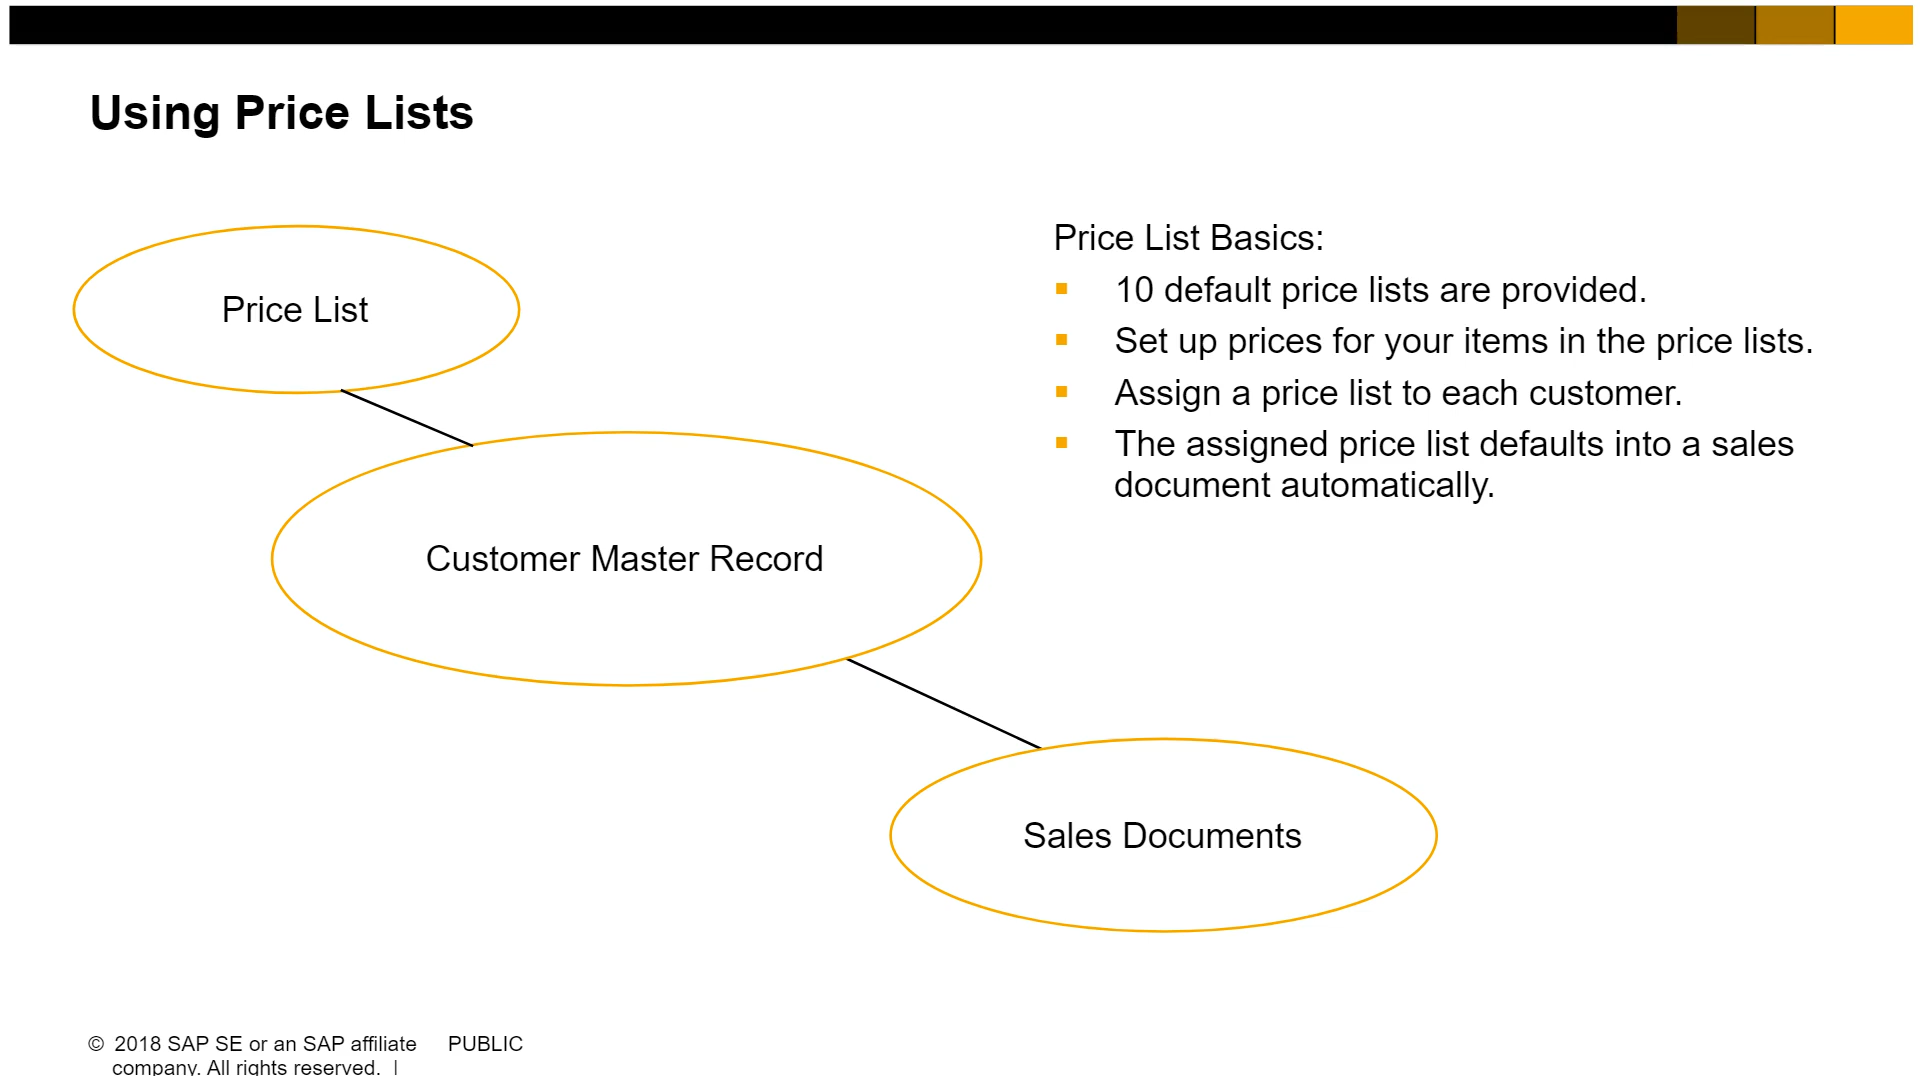 Using Price Lists
Price List
Customer Master Record
Sales Documents
Price List Basics:
▪ 10 default price lists are provided.
▪ Set up prices for your items in the price lists.
▪ Assign a price list to each customer.
▪ The assigned price list defaults into a sales
document automatically.
© 2018 SAP SE or an SAP affiliate PUBLIC
company. All rights reserved. |